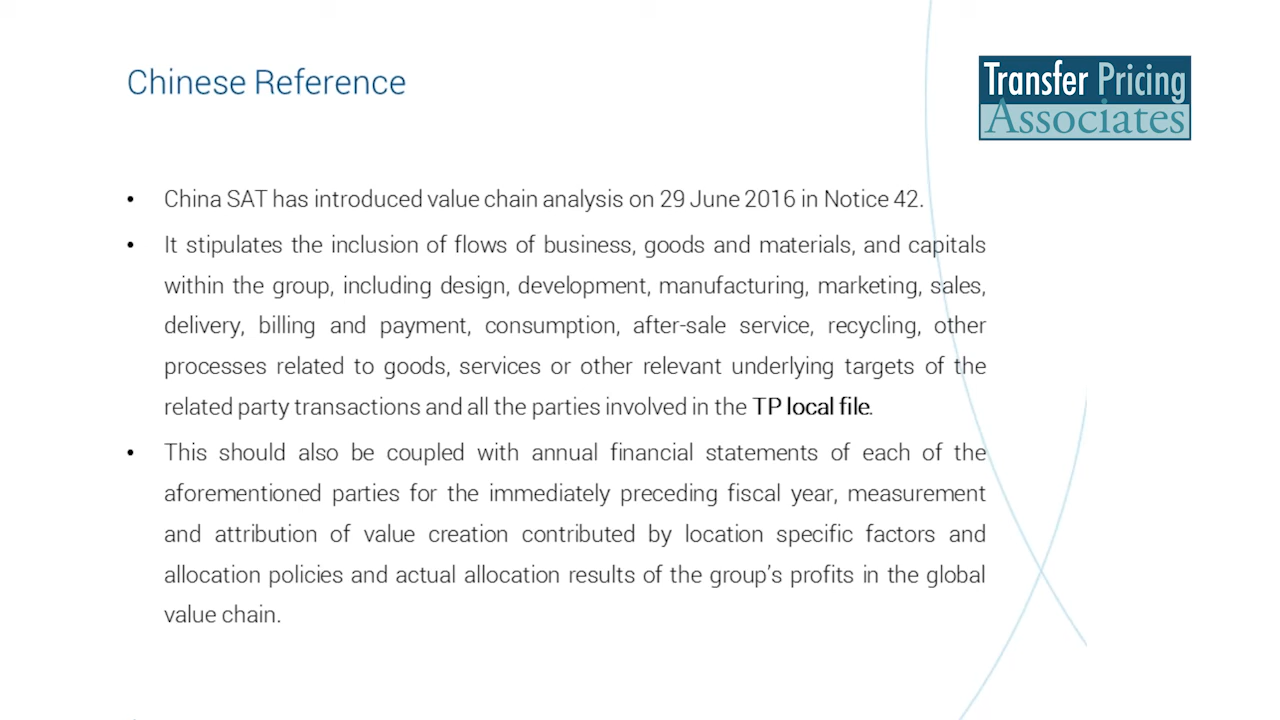 Chinese Reference
Transfer Pricing
Associates
• China SAT has introduced value chain analysis on 29 June 2016 in Notice 42.
• It stipulates the inclusion of flows of business, goods and materials, and capitals
within the group, including design, development, manufacturing, marketing, sales,
delivery, billing and payment, consumption, after-sale service, recycling, other
processes related to goods, services or other relevant underlying targets of the
related party transactions and all the parties involved in the TP local file.
• This should also be coupled with annual financial statements of each of the
aforementioned parties for the immediately preceding fiscal year, measurement
and attribution of value creation contributed by location specific factors and
allocation policies and actual allocation results of the group's profits in the global
value chain.